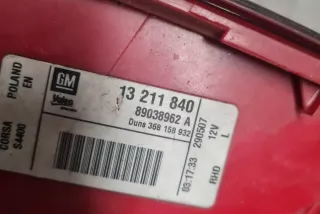 POLAND
EN
GM
Valeo
CORSA
S4400
13 211 840
89038962 A
Duns 368 158 932
03:17:33 290507
12V
RHD L